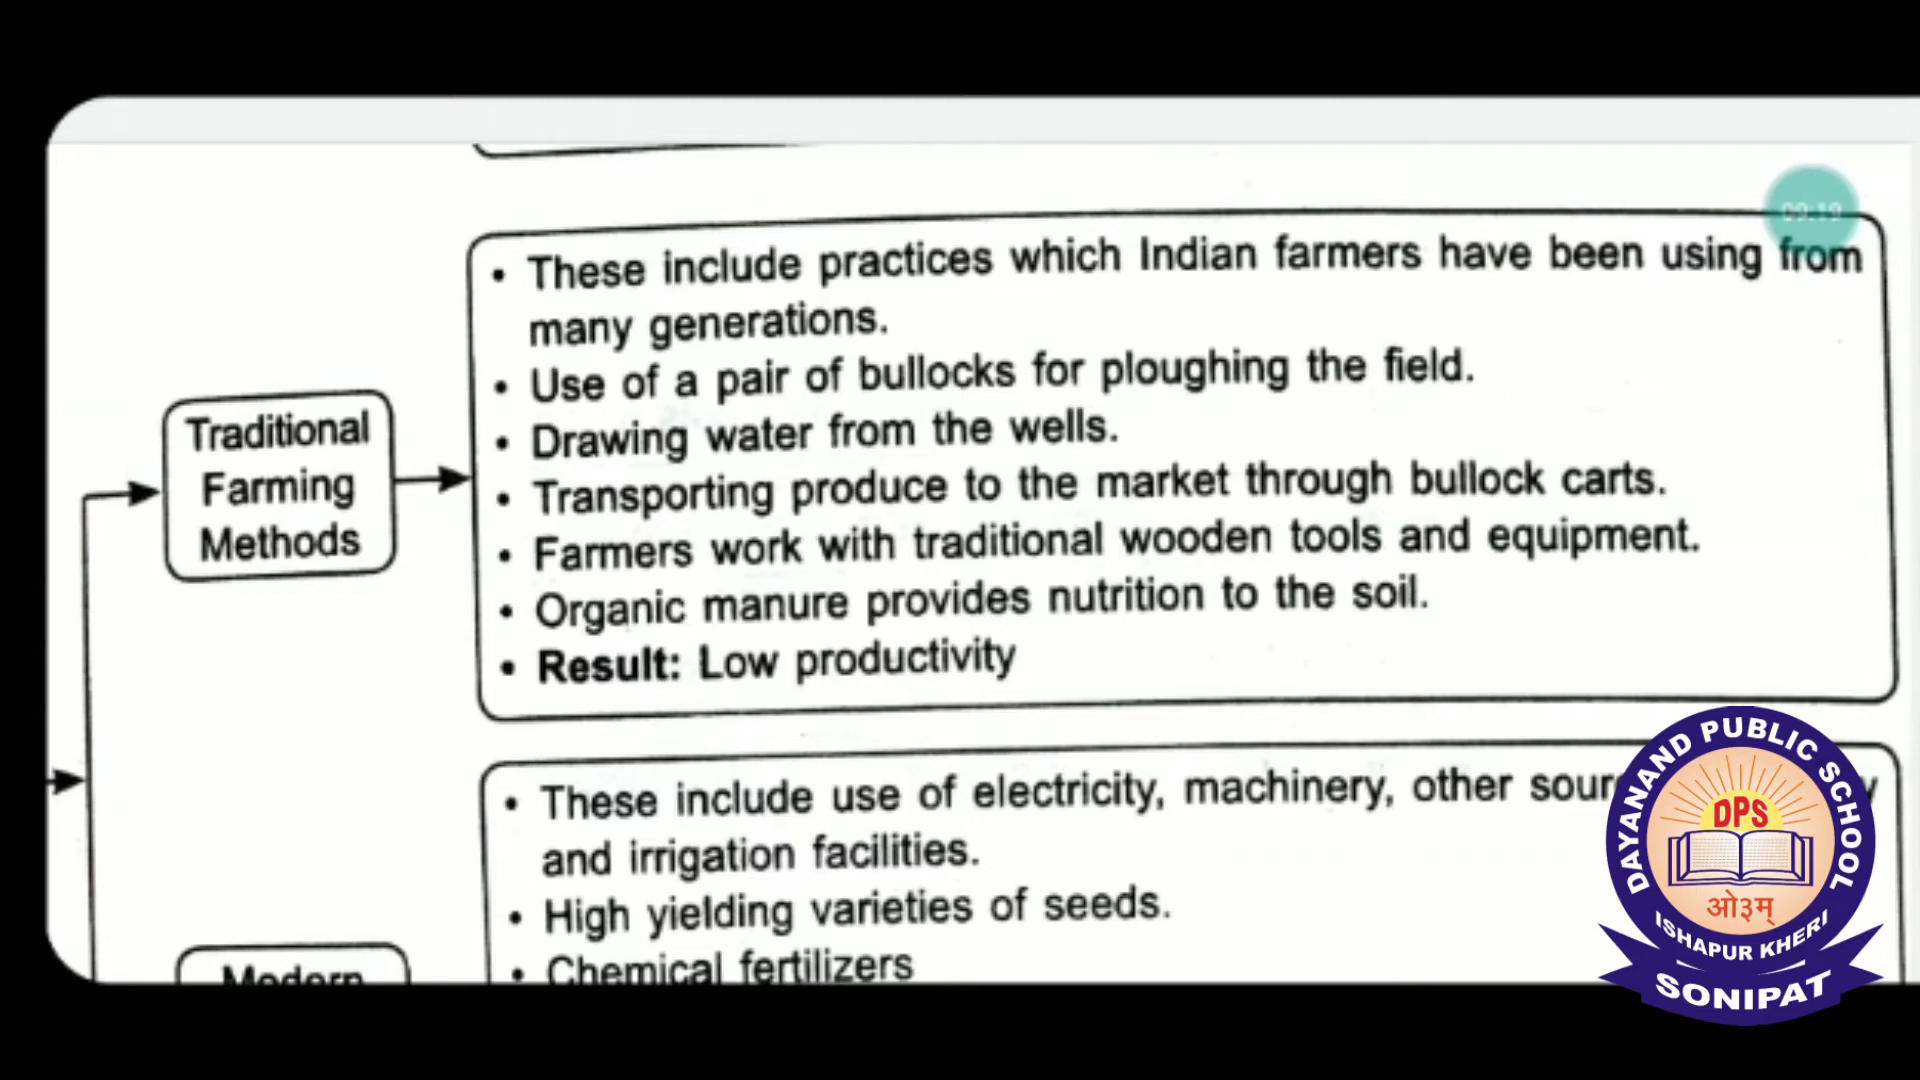 09:19
• These include practices which Indian farmers have been using from
many generations.
• Use of a pair of bullocks for ploughing the field.
• Drawing water from the wells.
• Transporting produce to the market through bullock carts.
• Farmers work with traditional wooden tools and equipment.
• Organic manure provides nutrition to the soil.
• Result: Low productivity
Traditional
Farming
Methods
• These include use of electricity, machinery, other
and irrigation facilities.
• High yielding varieties of seeds.
• Chemical fertilizers
Modern
DAYANAND PUBLIC SCHOOL
DPS
ओ३म्
ISHAPUR KHERI
SONIPAT